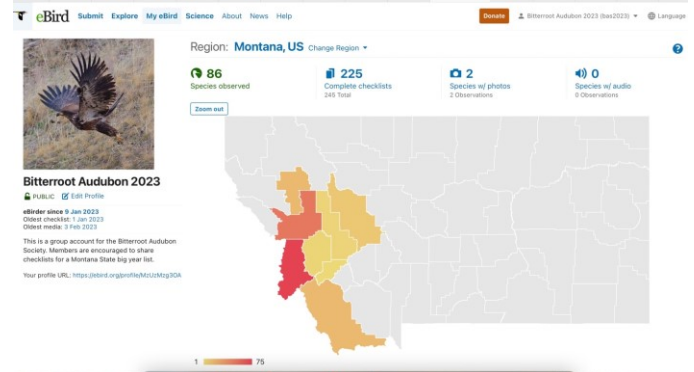 eBird Submit Explore My eBird Science About News Help Donate Bitterroot Audubon 2023 (bas2023) Language
Region: Montana, US Change Region
86
Species observed
225
Complete checklists
245 Total
2
Species w/ photos
2 Observations
0
Species w/ audio
0 Observations
Zoom out
Bitterroot Audubon 2023
PUBLIC Edit Profile
eBirder since 9 Jan 2023
Oldest checklist: 1 Jan 2023
Oldest media: 3 Feb 2023
This is a group account for the Bitterroot Audubon
Society. Members are encouraged to share
checklists for a Montana State big year list.
Your profile URL: https://ebird.org/profile/MzUzMzg3OA
1 75